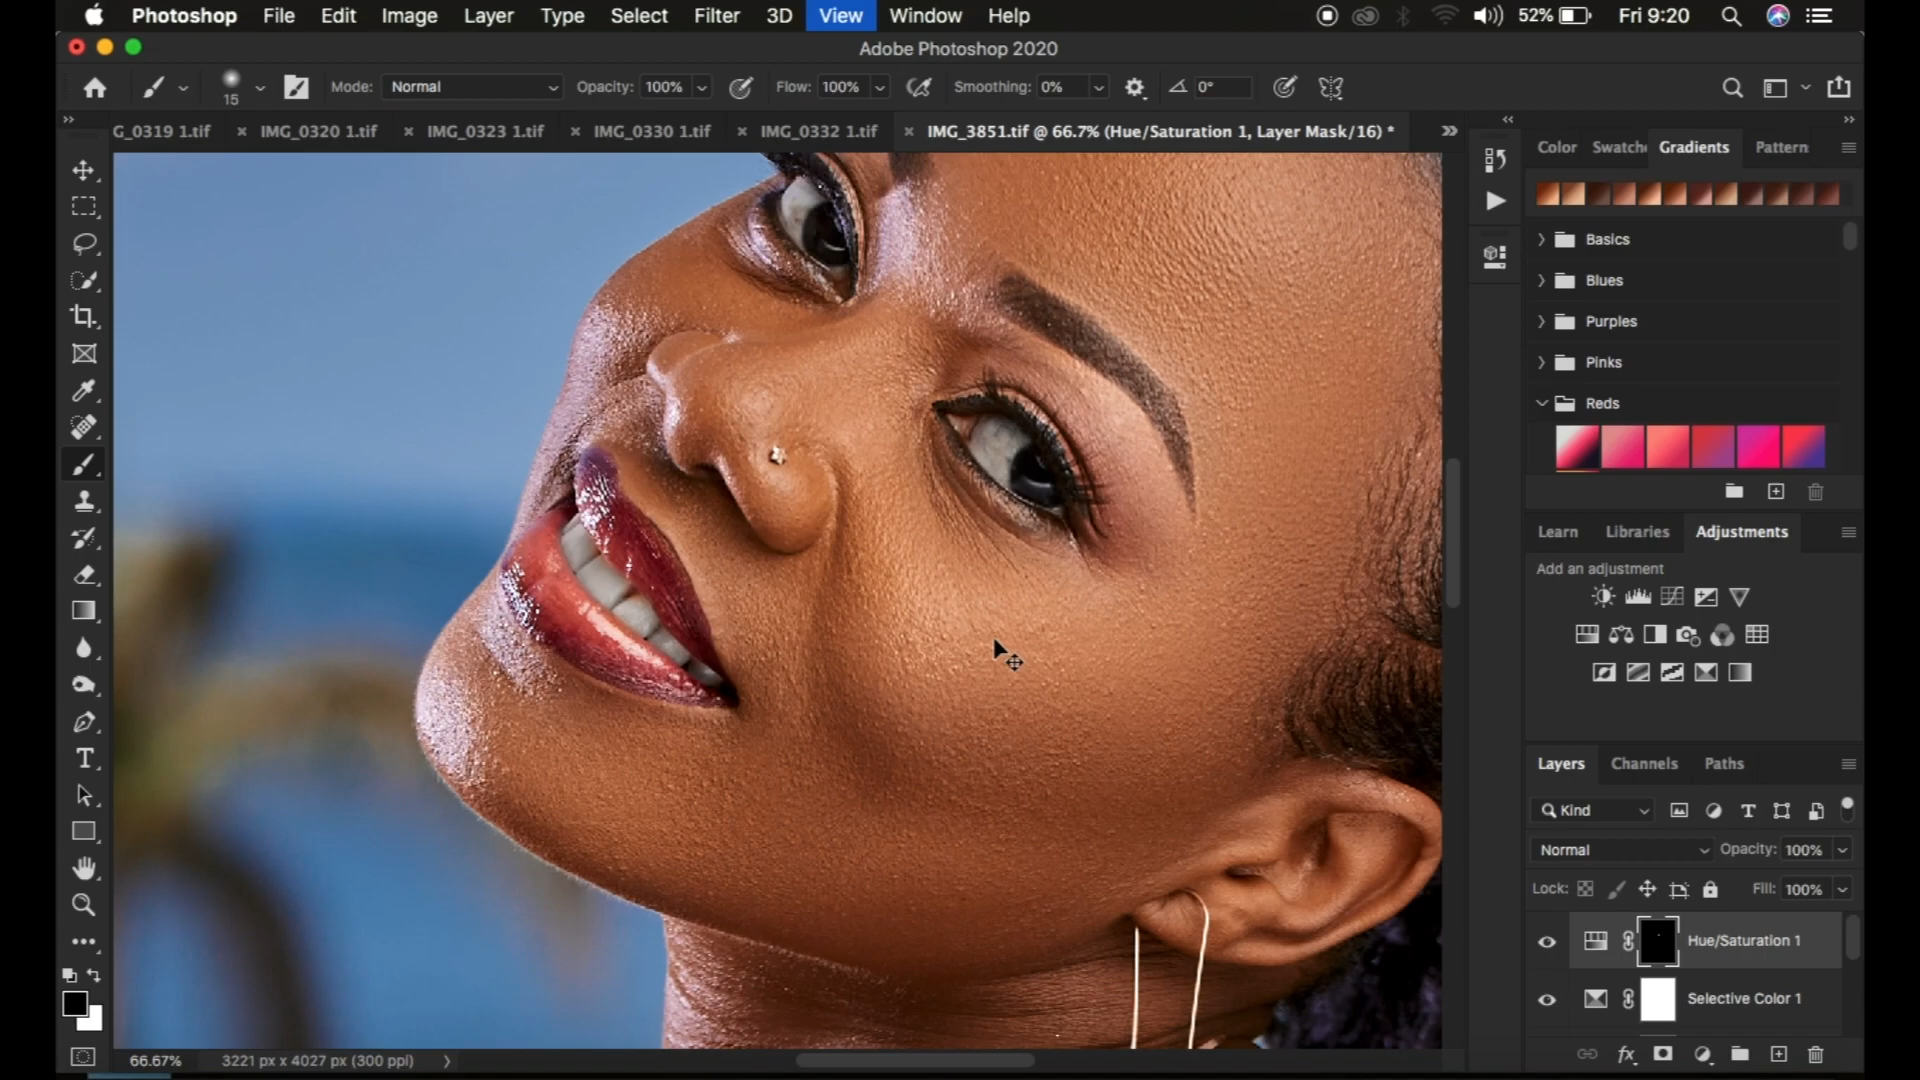 Photoshop File Edit Image Layer Type Select Filter 3D View Window Help 52% Fri 9:20
Adobe Photoshop 2020
15 Mode: Normal Opacity: 100% Flow: 100% Smoothing: 0% 0°
G_0319 1.tif × IMG_0320 1.tif × IMG_0323 1.tif × IMG_0330 1.tif × IMG_0332 1.tif × IMG_3851.tif @ 66.7% (Hue/Saturation 1, Layer Mask/16) *
Color Swatche Gradients Pattern
Basics
Blues
Purples
Pinks
Reds
Learn Libraries Adjustments
Add an adjustment
Layers Channels Paths
Kind
Normal Opacity: 100%
Lock: Fill: 100%
Hue/Saturation 1
Selective Color 1
66.67% 3221 px x 4027 px (300 ppi)